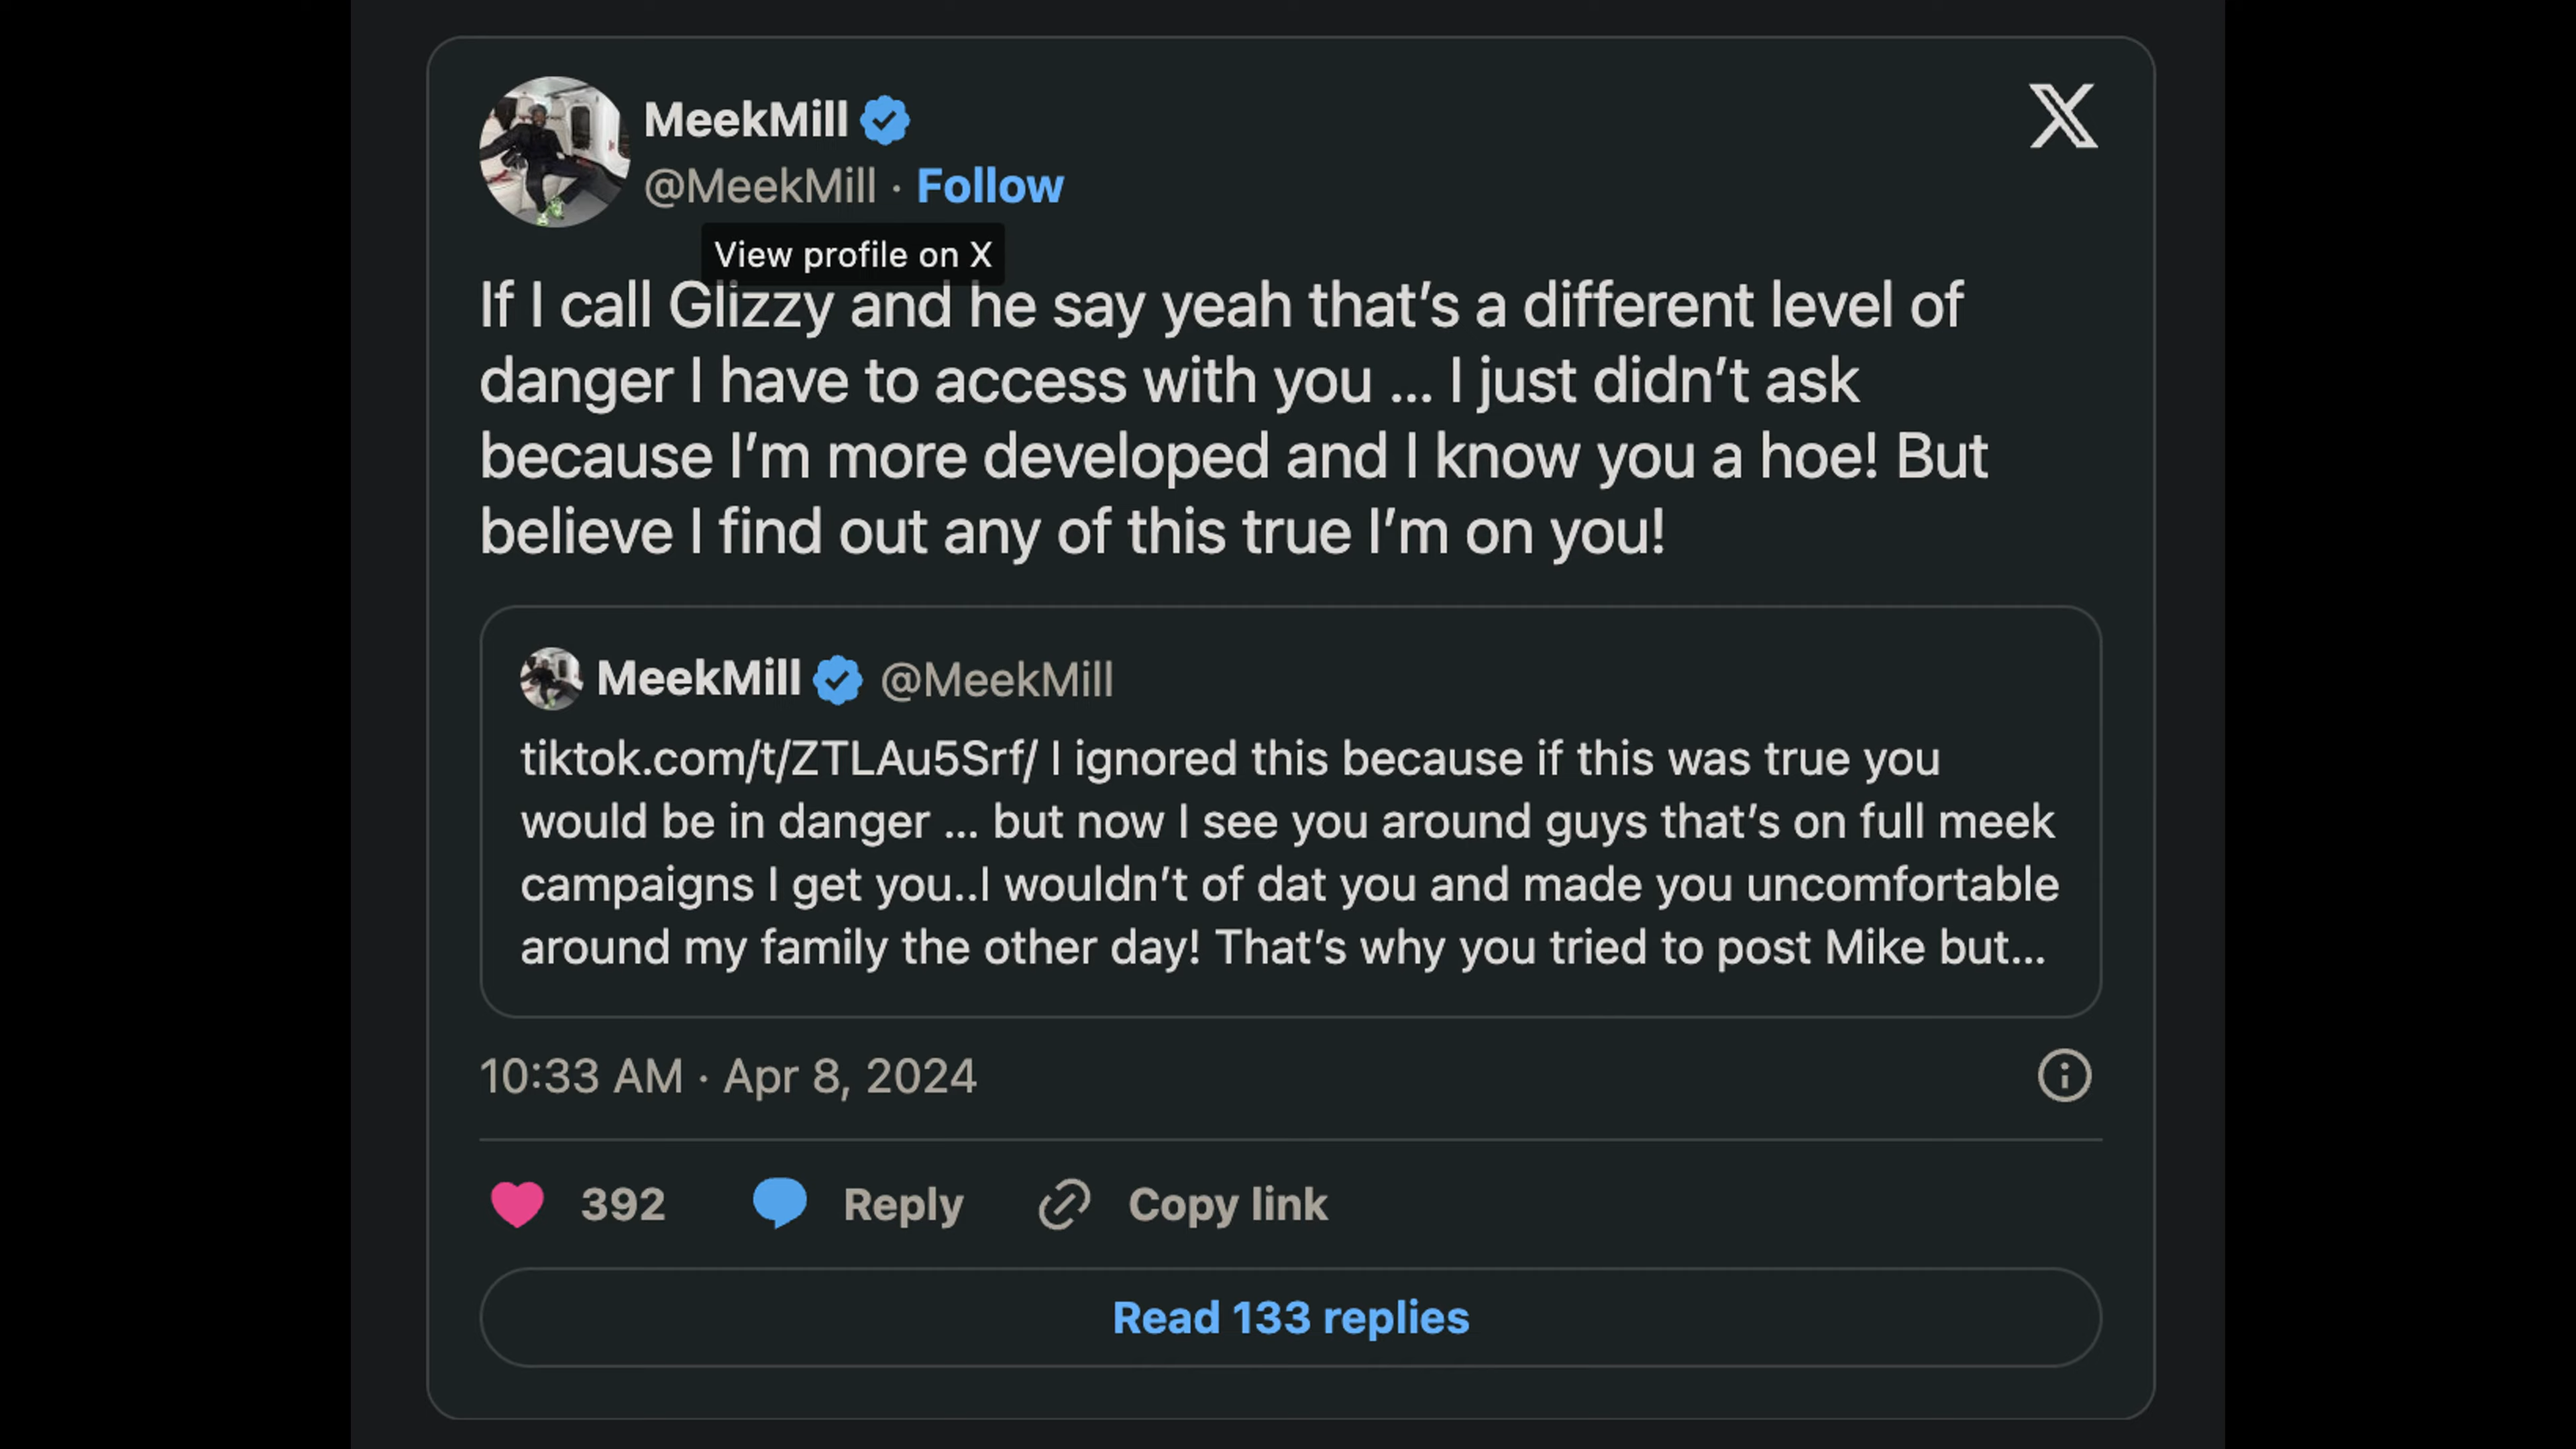 MeekMill
@MeekMill · Follow
View profile on X
If I call Glizzy and he say yeah that’s a different level of
danger I have to access with you ... I just didn’t ask
because I’m more developed and I know you a hoe! But
believe I find out any of this true I’m on you!
MeekMill @MeekMill
tiktok.com/t/ZTLAu5Srf/ I ignored this because if this was true you
would be in danger ... but now I see you around guys that’s on full meek
campaigns I get you..I wouldn’t of dat you and made you uncomfortable
around my family the other day! That’s why you tried to post Mike but...
10:33 AM · Apr 8, 2024
392 Reply Copy link
Read 133 replies